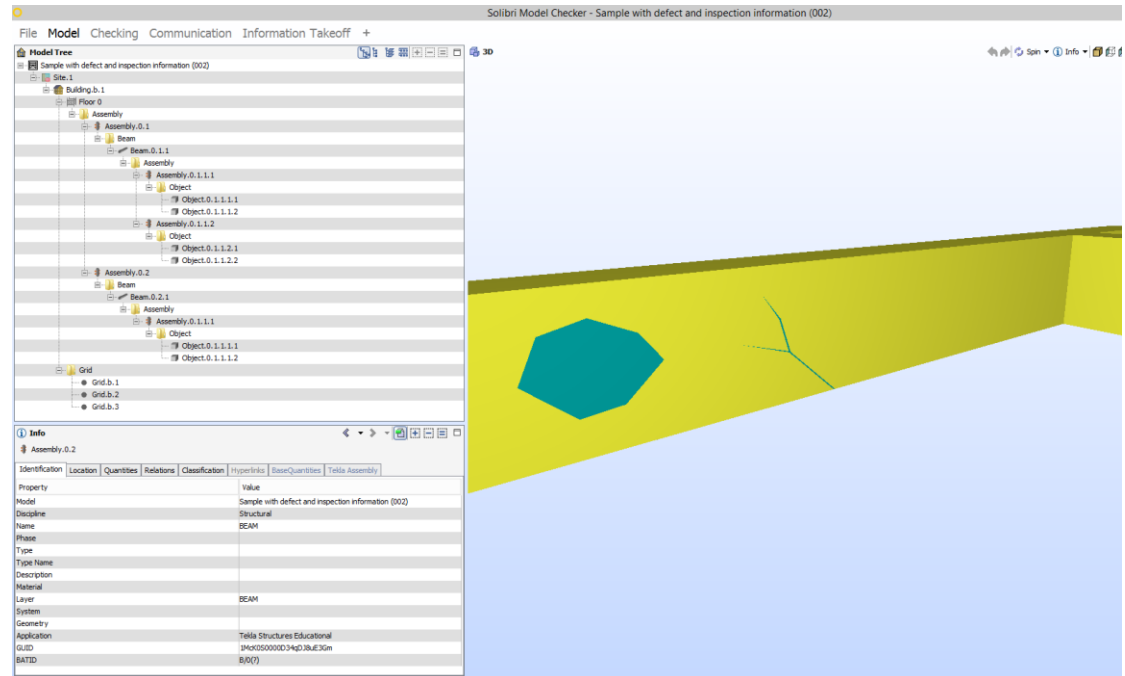 Solibri Model Checker - Sample with defect and inspection information (002)
File Model Checking Communication Information Takeoff +
Model Tree
Sample with defect and inspection information (002)
Site.1
Building.b.1
Floor 0
Assembly
Assembly.0.1
Beam
Beam.0.1.1
Assembly
Assembly.0.1.1.1
Object
Object.0.1.1.1.1
Object.0.1.1.1.2
Assembly.0.1.1.2
Object
Object.0.1.1.2.1
Object.0.1.1.2.2
Assembly.0.2
Beam
Beam.0.2.1
Assembly
Assembly.0.1.1.1
Object
Object.0.1.1.1.1
Object.0.1.1.1.2
Grid
Grid.b.1
Grid.b.2
Grid.b.3
3D
Spin Info
Info
Assembly.0.2
Identification Location Quantities Relations Classification Hyperlinks BaseQuantities Tekla Assembly
Property Value
Model Sample with defect and inspection information (002)
Discipline Structural
Name BEAM
Phase
Type
Type Name
Description
Material
Layer BEAM
System
Geometry
Application Tekla Structures Educational
GUID
BATID B/0(?)